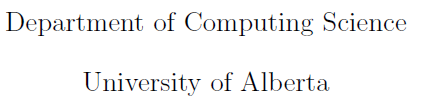 Department of Computing Science
University of Alberta